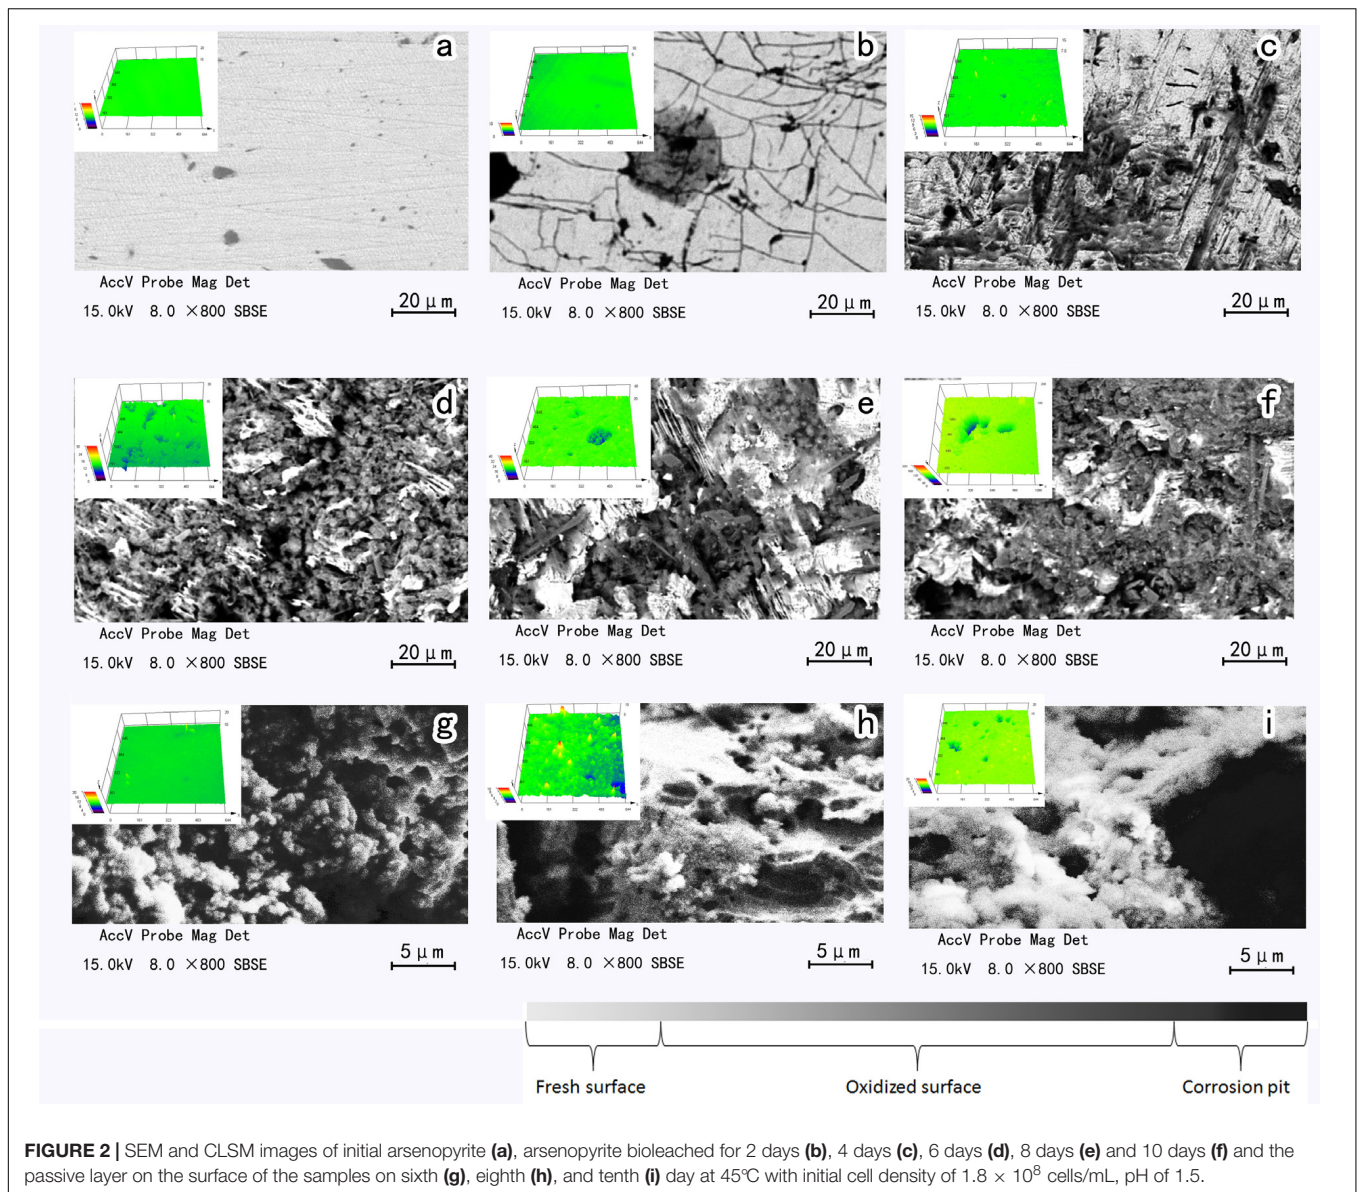 a
b
c
AccV Probe Mag Det
15.0kV 8.0 ×800 SBSE
20 μm
AccV Probe Mag Det
15.0kV 8.0 ×800 SBSE
20 μm
AccV Probe Mag Det
15.0kV 8.0 ×800 SBSE
20 μm
d
e
f
AccV Probe Mag Det
15.0kV 8.0 ×800 SBSE
20 μm
AccV Probe Mag Det
15.0kV 8.0 ×800 SBSE
20 μm
AccV Probe Mag Det
15.0kV 8.0 ×800 SBSE
20 μm
g
h
i
AccV Probe Mag Det
15.0kV 8.0 ×800 SBSE
5 μm
AccV Probe Mag Det
15.0kV 8.0 ×800 SBSE
5 μm
AccV Probe Mag Det
15.0kV 8.0 ×800 SBSE
5 μm
Fresh surface
Oxidized surface
Corrosion pit
FIGURE 2 | SEM and CLSM images of initial arsenopyrite (a), arsenopyrite bioleached for 2 days (b), 4 days (c), 6 days (d), 8 days (e) and 10 days (f) and the
passive layer on the surface of the samples on sixth (g), eighth (h), and tenth (i) day at 45°C with initial cell density of 1.8 × 10⁸ cells/mL, pH of 1.5.